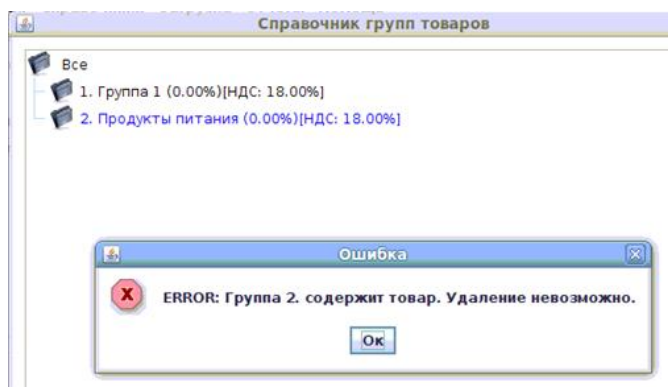 Справочник групп товаров
Все
1. Группа 1 (0.00%)[НДС: 18.00%]
2. Продукты питания (0.00%)[НДС: 18.00%]
Ошибка
ERROR: Группа 2. содержит товар. Удаление невозможно.
Ок